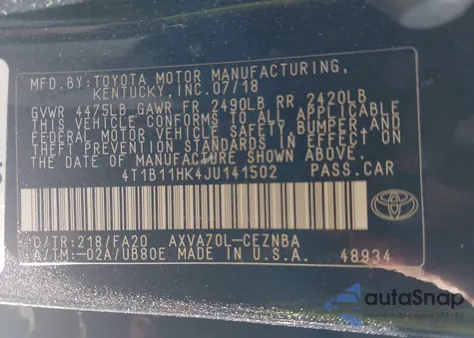 MFD.BY:TOYOTA MOTOR MANUFACTURING,
KENTUCKY,INC.07/18
GVWR 4475LB GAWR FR 2490LB RR 2420LB
THIS VEHICLE CONFORMS TO ALL APPLICABLE
FEDERAL MOTOR VEHICLE SAFETY,BUMPER,AND
THEFT PREVENTION STANDARDS IN EFFECT ON
THE DATE OF MANUFACTURE SHOWN ABOVE.
4T1B11HK4JU141502 PASS.CAR
C/TR:218/FA20 AXVA70L-CEZNBA
A/TM:-02A/UB80E MADE IN U.S.A. 48934
autoSnap